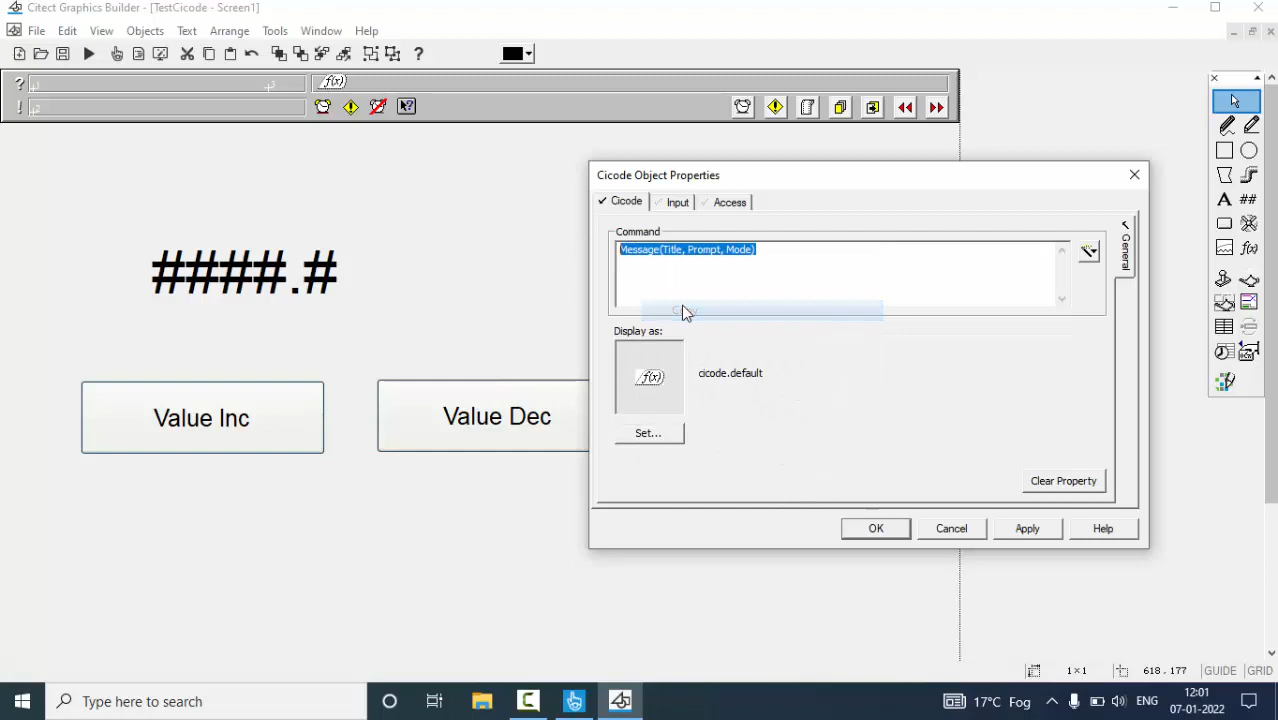 Citect Graphics Builder - [TestCicode - Screen1]
File Edit View Objects Text Arrange Tools Window Help
?
f(x)
!
####.#
Value Inc
Value Dec
Cicode Object Properties
Cicode Input Access
General
Command
Message(Title, Prompt, Mode)
Display as:
f(x)
cicode.default
Set...
Clear Property
OK Cancel Apply Help
A ##
f(x)
1 × 1 618 , 177 GUIDE GRID
Type here to search
17°C Fog ENG
12:01
07-01-2022